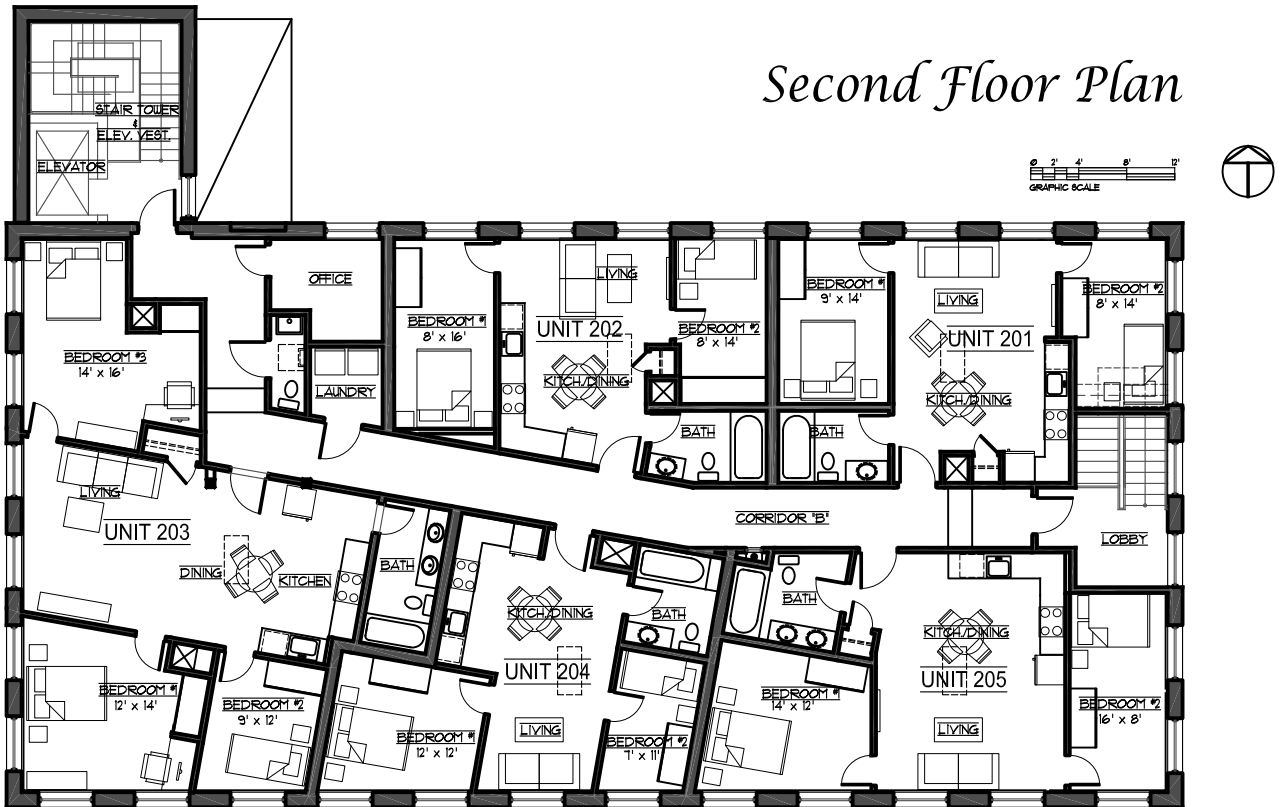 Second Floor Plan
STAIR TOWER
&
ELEV. VEST.
ELEVATOR
0 2' 4' 8' 12'
GRAPHIC SCALE
OFFICE
LIVING
BEDROOM #1
8' x 16'
UNIT 202
BEDROOM #2
8' x 14'
KITCH./DINING
BATH
BEDROOM #1
9' x 14'
LIVING
BEDROOM #2
8' x 14'
UNIT 201
KITCH./DINING
BATH
BEDROOM #3
14' x 16'
LAUNDRY
LIVING
UNIT 203
DINING
KITCHEN
BATH
CORRIDOR "B"
LOBBY
BEDROOM #1
12' x 14'
BEDROOM #2
9' x 12'
KITCH./DINING
BATH
UNIT 204
BEDROOM #1
12' x 12'
LIVING
BEDROOM #2
7' x 11'
BATH
KITCH./DINING
UNIT 205
BEDROOM #1
14' x 12'
LIVING
BEDROOM #2
16' x 8'